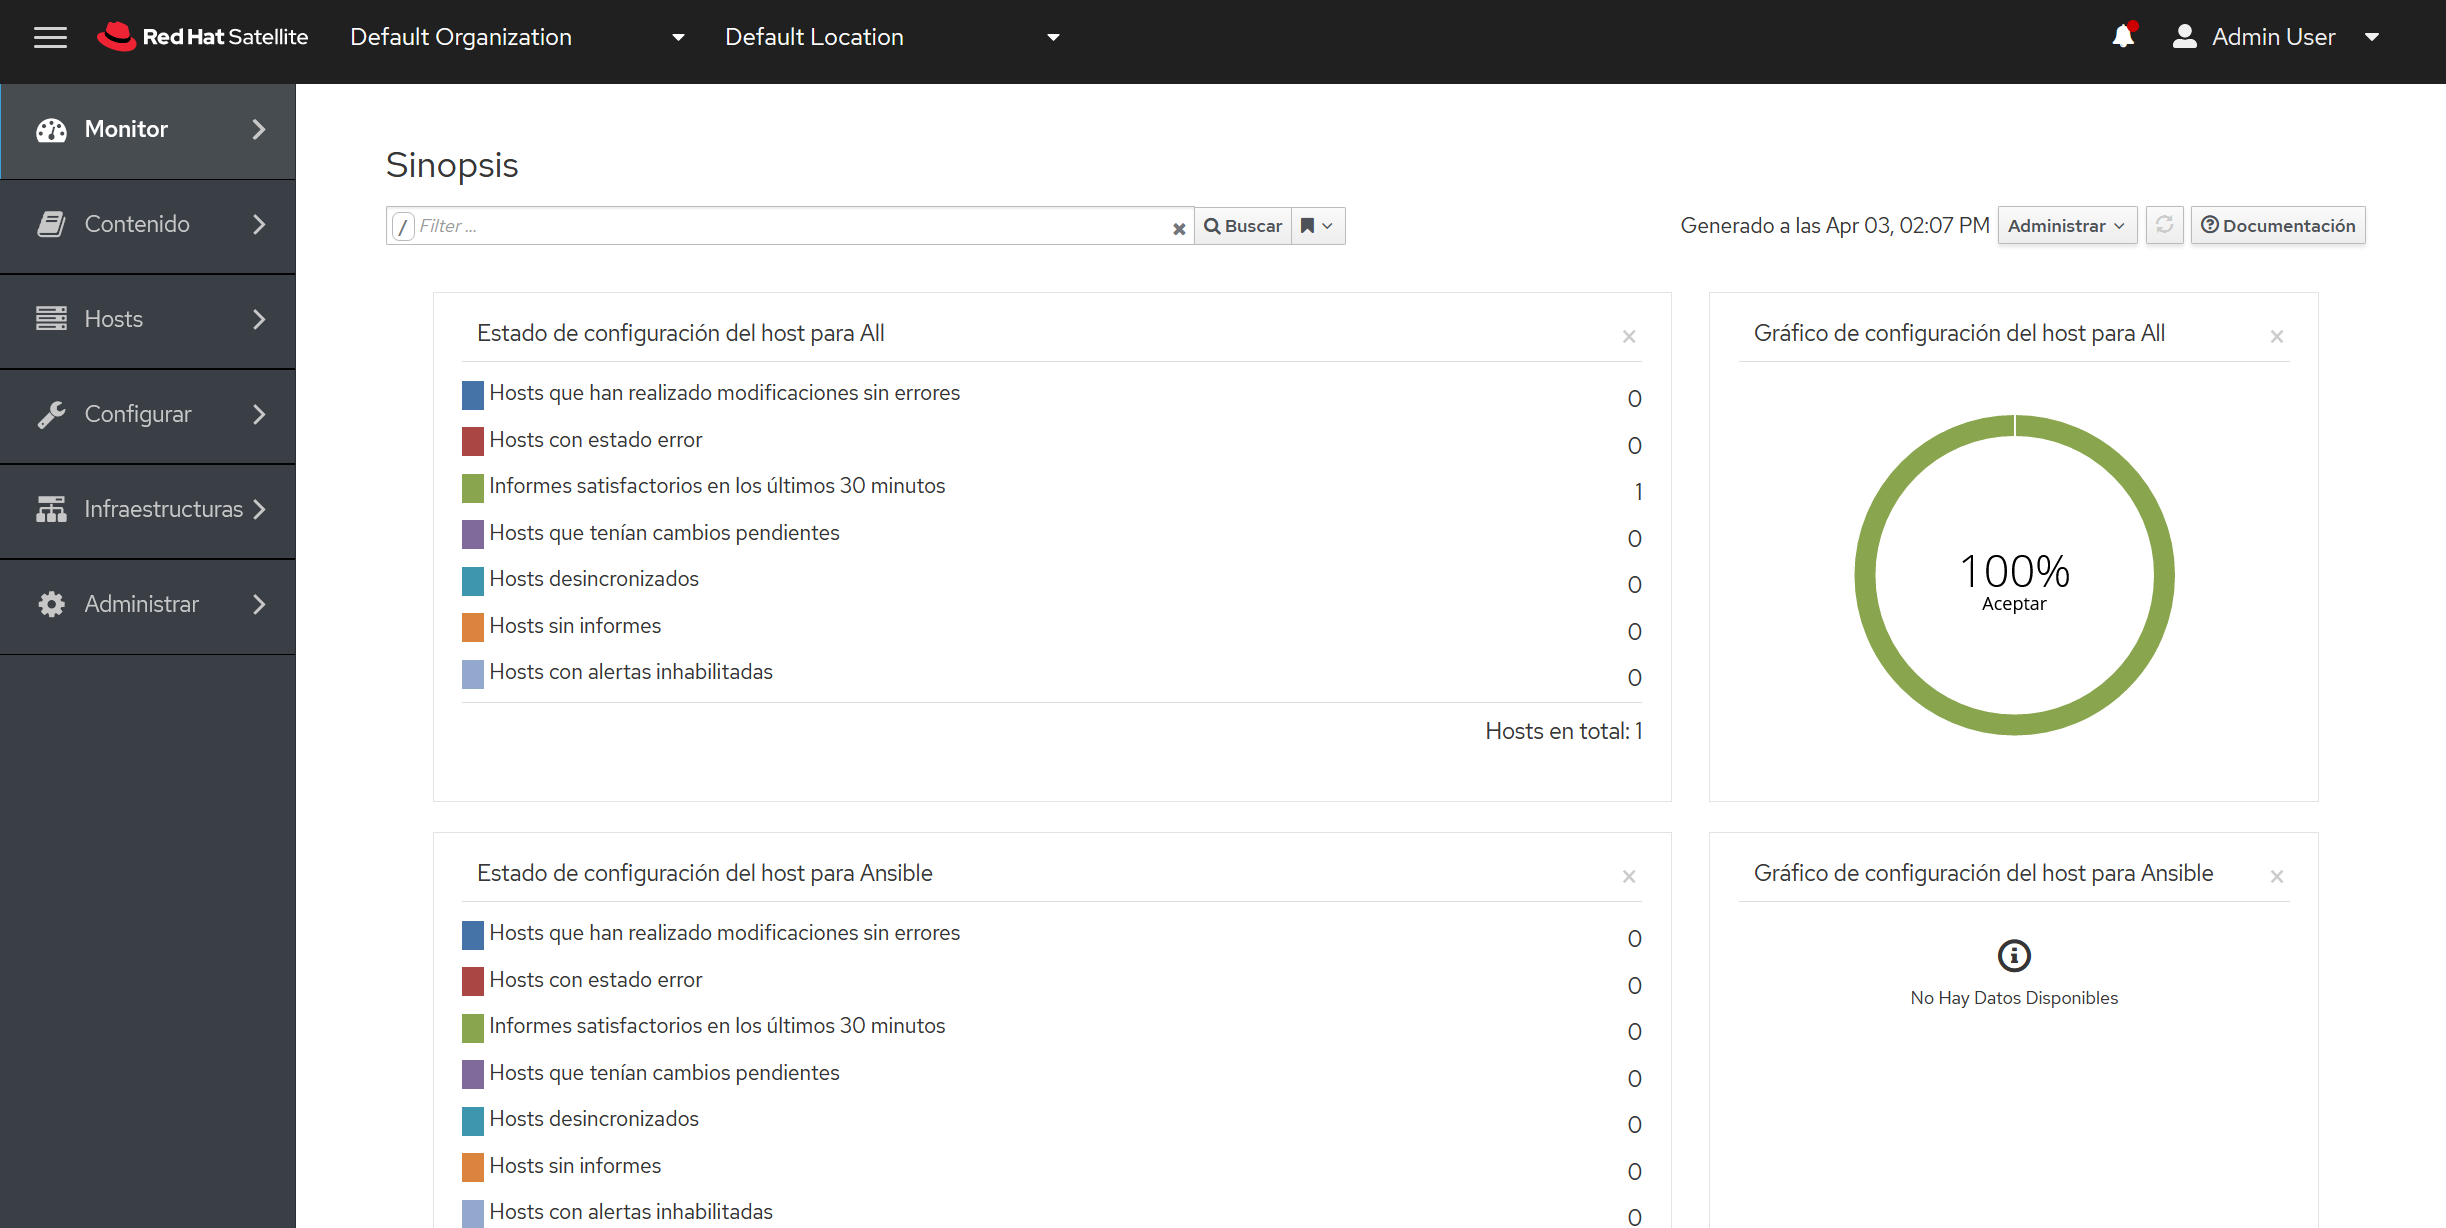 Red Hat Satellite Default Organization Default Location Admin User
Monitor
Contenido
Hosts
Configurar
Infraestructuras
Administrar
Sinopsis
/ Filter ... Buscar
Generado a las Apr 03, 02:07 PM Administrar Documentación
Estado de configuración del host para All
Hosts que han realizado modificaciones sin errores 0
Hosts con estado error 0
Informes satisfactorios en los últimos 30 minutos 1
Hosts que tenían cambios pendientes 0
Hosts desincronizados 0
Hosts sin informes 0
Hosts con alertas inhabilitadas 0
Hosts en total: 1
Gráfico de configuración del host para All
100%
Aceptar
Estado de configuración del host para Ansible
Hosts que han realizado modificaciones sin errores 0
Hosts con estado error 0
Informes satisfactorios en los últimos 30 minutos 0
Hosts que tenían cambios pendientes 0
Hosts desincronizados 0
Hosts sin informes 0
Hosts con alertas inhabilitadas 0
Gráfico de configuración del host para Ansible
No Hay Datos Disponibles